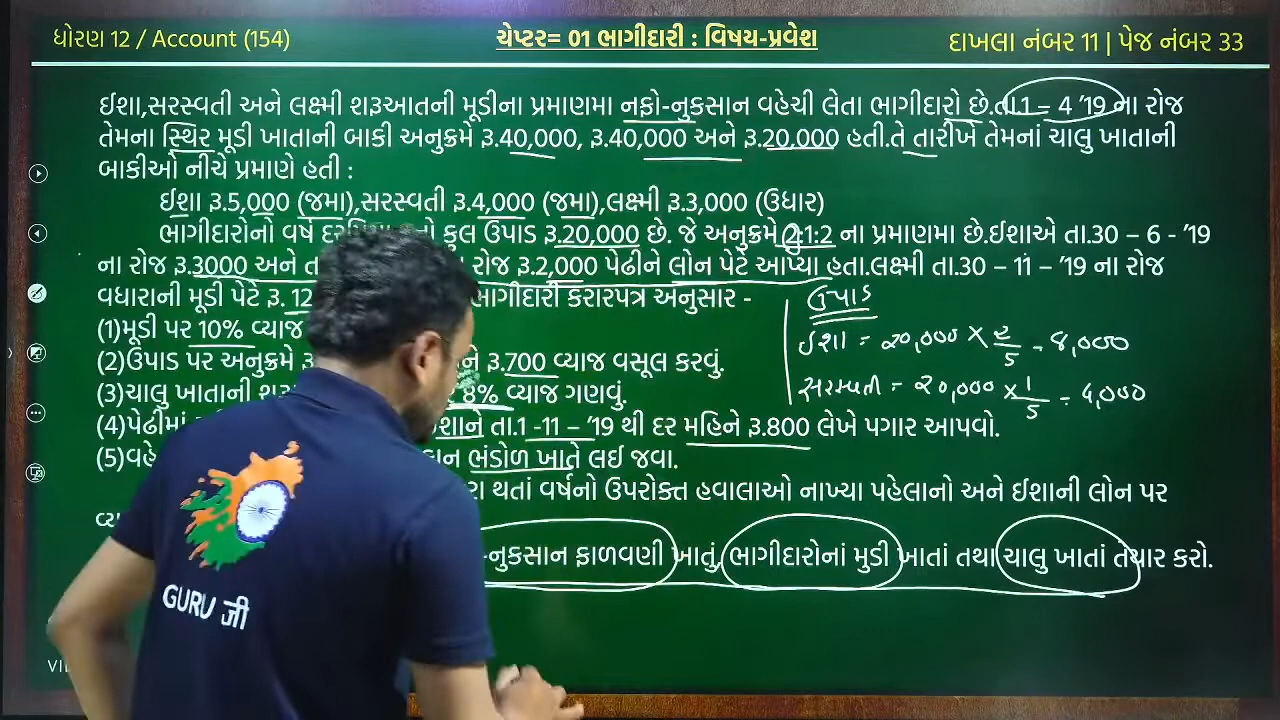 ધોરણ 12 / Account (154)
ચેપ્ટર= 01 ભાગીદારી : વિષય-પ્રવેશ
દાખલા નંબર 11 | પેજ નંબર 33
ઈશા,સરસ્વતી અને લક્ષ્મી શરૂઆતની મૂડીના પ્રમાણમા નફો-નુકસાન વહેચી લેતા ભાગીદારો છે.તા.1 – 4 '19 ના રોજ
તેમના સ્થિર મૂડી ખાતાની બાકી અનુક્રમે રૂ.40,000, રૂ.40,000 અને રૂ.20,000 હતી.તે તારીખે તેમનાં ચાલુ ખાતાની
બાકીઓ નીચે પ્રમાણે હતી :
ઈશા રૂ.5,000 (જમા),સરસ્વતી રૂ.4,000 (જમા),લક્ષ્મી રૂ.3,000 (ઉધાર)
ભાગીદારોનો વર્ષ કુલ ઉપાડ રૂ.20,000 છે. જે અનુક્રમે 2:1:2 ના પ્રમાણમા છે.ઈશાએ તા.30 – 6 - '19
ના રોજ રૂ.3000 અને રોજ રૂ.2,000 પેઢીને લોન પેટે આપ્યા હતા.લક્ષ્મી તા.30 – 11 – '19 ના રોજ
વધારાની મૂડી પેટે રૂ. 12 ભાગીદારી કરારપત્ર અનુસાર -
(1)મૂડી પર 10% વ્યાજ
(2)ઉપાડ પર અનુક્રમે રૂ.700 વ્યાજ વસૂલ કરવું.
(3)ચાલુ ખાતાની 8% વ્યાજ ગણવું.
(4)પેઢીમાં તા.1 -11 – '19 થી દર મહિને રૂ.800 લેખે પગાર આપવો.
(5) ભંડોળ ખાતે લઈ જવા.
થતાં વર્ષનો ઉપરોક્ત હવાલાઓ નાખ્યા પહેલાનો અને ઈશાની લોન પર
-નુકસાન ફાળવણી ખાતું, ભાગીદારોનાં મુડી ખાતાં તથા ચાલુ ખાતાં તૈયાર કરો.
ઉપાડ
ઈશા = 20,000 × 2/5 = 8,000
સરસ્વતી = 20,000 × 1/5 = 4,000
GURU જી